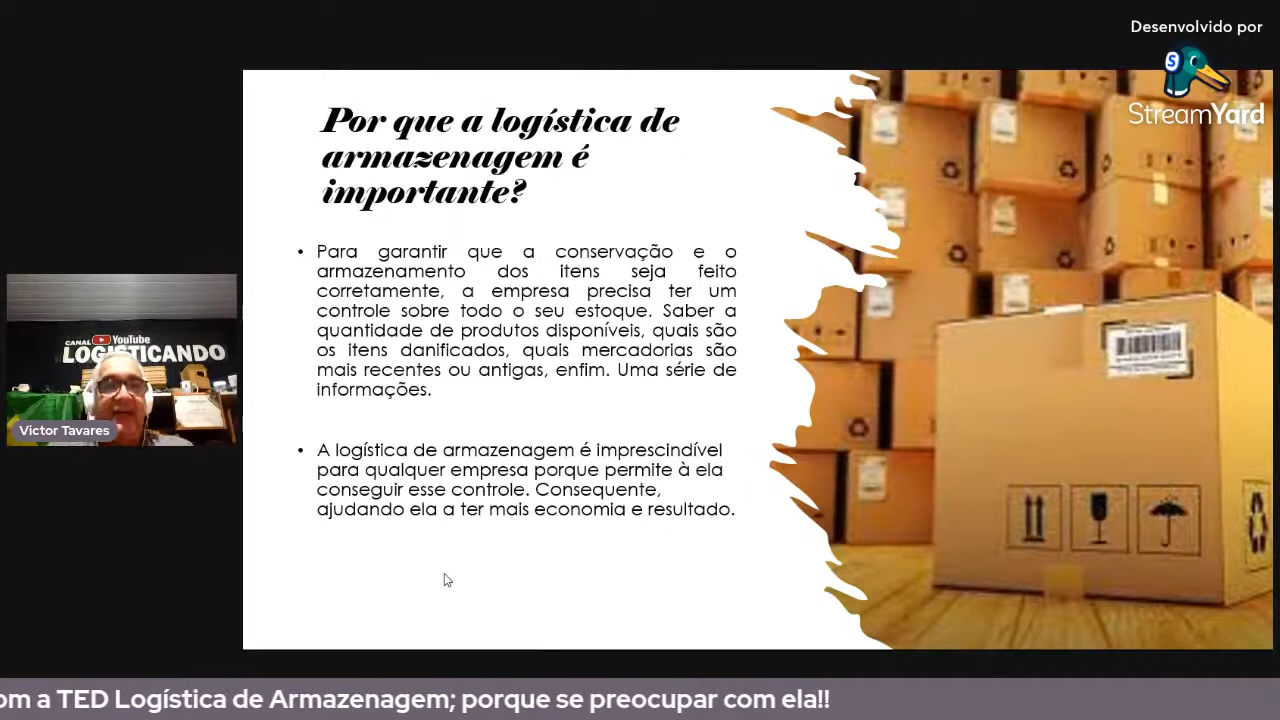 Desenvolvido por
StreamYard
Por que a logística de
armazenagem é
importante?
• Para garantir que a conservação e o
armazenamento dos itens seja feito
corretamente, a empresa precisa ter um
controle sobre todo o seu estoque. Saber a
quantidade de produtos disponíveis, quais são
os itens danificados, quais mercadorias são
mais recentes ou antigas, enfim. Uma série de
informações.
• A logística de armazenagem é imprescindível
para qualquer empresa porque permite à ela
conseguir esse controle. Consequente,
ajudando ela a ter mais economia e resultado.
CANAL YouTube
LOGISTICANDO
Victor Tavares
om a TED Logística de Armazenagem; porque se preocupar com ela!!